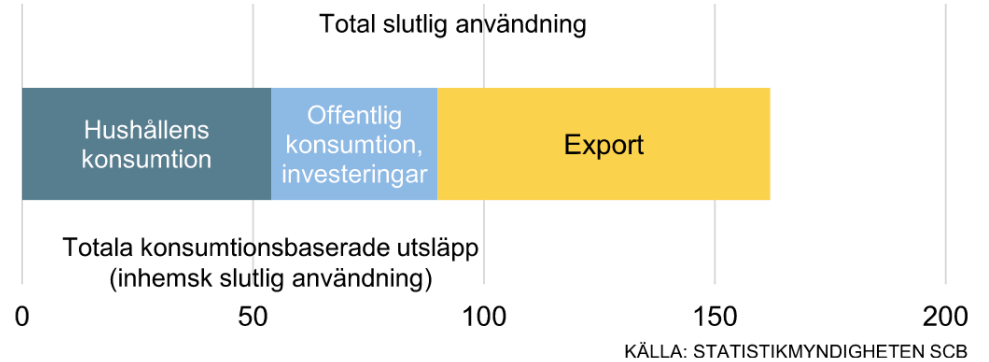 Total slutlig användning
Hushållens
konsumtion
Offentlig
konsumtion,
investeringar
Export
Totala konsumtionsbaserade utsläpp
(inhemsk slutlig användning)
0 50 100 150 200
KÄLLA: STATISTIKMYNDIGHETEN SCB